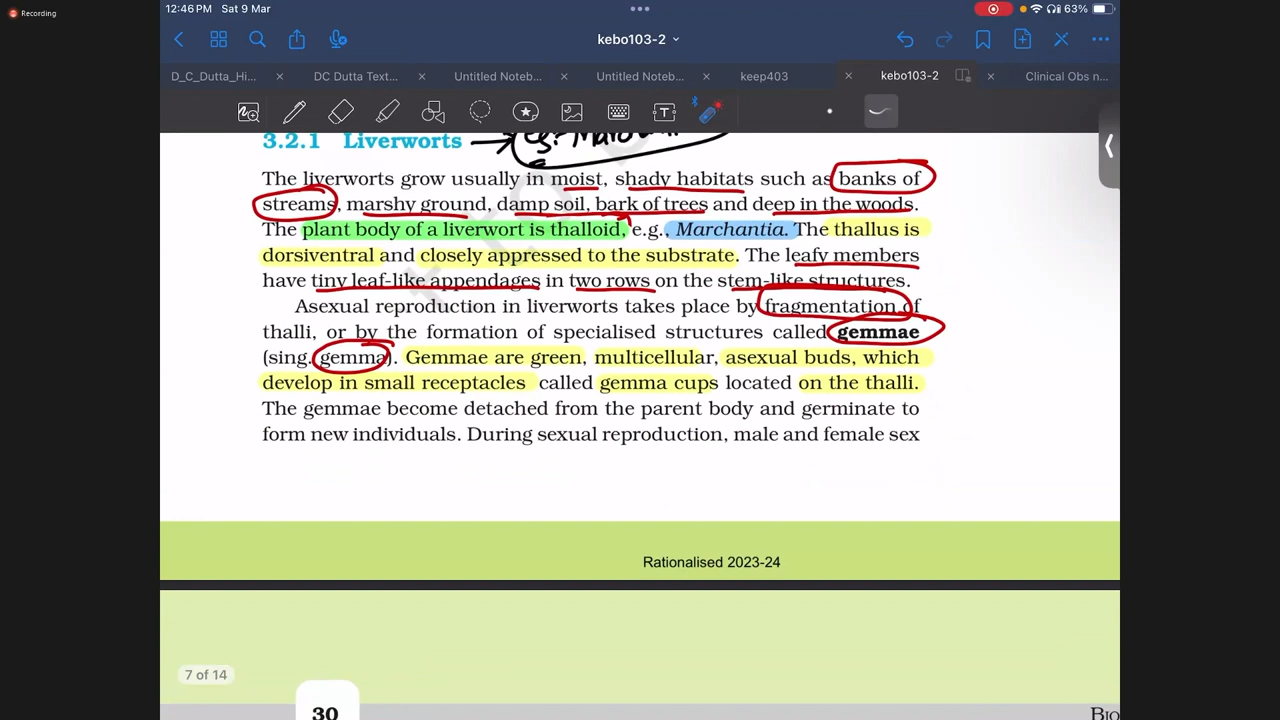 Recording
12:46 PM Sat 9 Mar
63%
kebo103-2
D_C_Dutta_Hi...
DC Dutta Text...
Untitled Noteb...
Untitled Noteb...
keep403
kebo103-2
Clinical Obs n...
3.2.1 Liverworts
The liverworts grow usually in moist, shady habitats such as banks of
streams, marshy ground, damp soil, bark of trees and deep in the woods.
The plant body of a liverwort is thalloid, e.g., Marchantia. The thallus is
dorsiventral and closely appressed to the substrate. The leafy members
have tiny leaf-like appendages in two rows on the stem-like structures.
Asexual reproduction in liverworts takes place by fragmentation of
thalli, or by the formation of specialised structures called gemmae
(sing. gemma). Gemmae are green, multicellular, asexual buds, which
develop in small receptacles called gemma cups located on the thalli.
The gemmae become detached from the parent body and germinate to
form new individuals. During sexual reproduction, male and female sex
Rationalised 2023-24
7 of 14
30